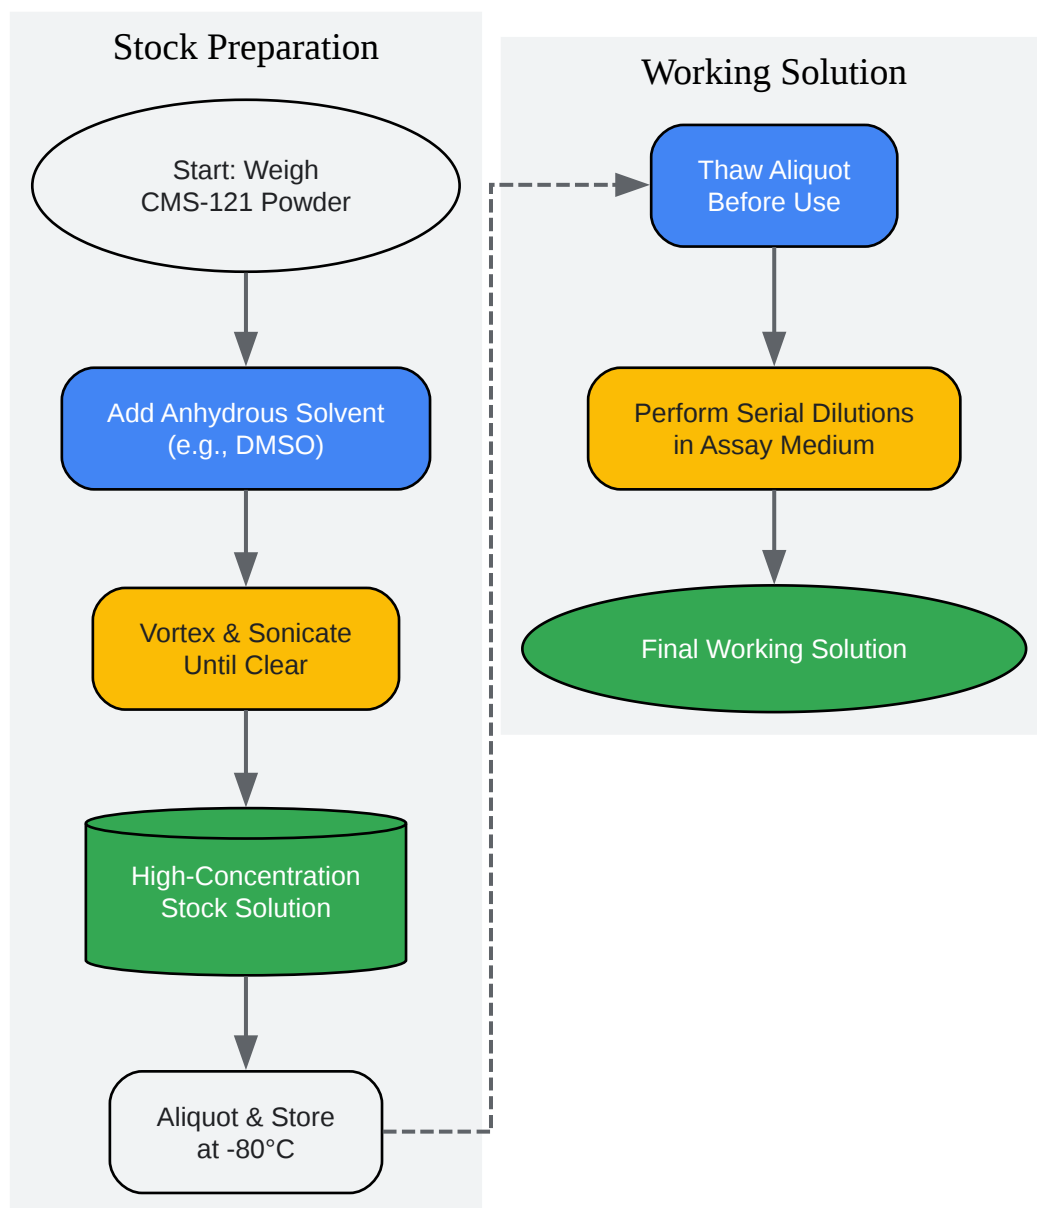 Stock Preparation
Start: Weigh
CMS-121 Powder
Add Anhydrous Solvent
(e.g., DMSO)
Vortex & Sonicate
Until Clear
High-Concentration
Stock Solution
Aliquot & Store
at -80°C
Working Solution
Thaw Aliquot
Before Use
Perform Serial Dilutions
in Assay Medium
Final Working Solution